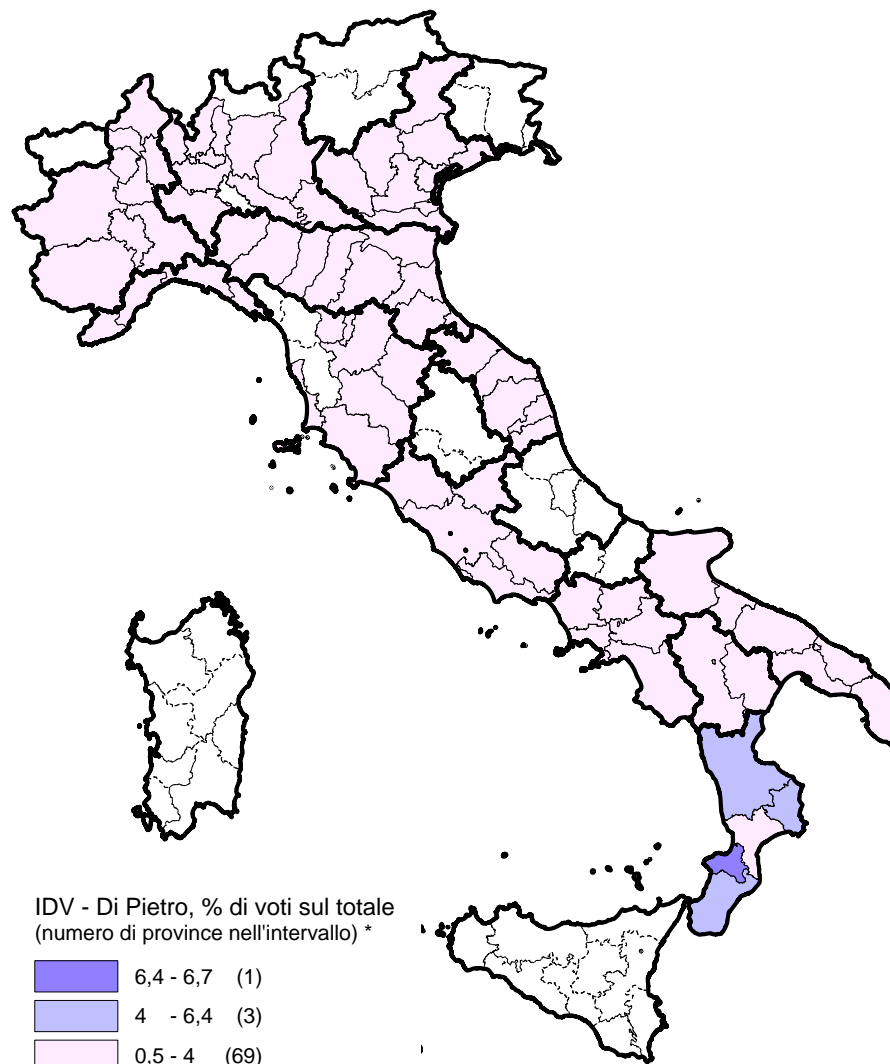 IDV - Di Pietro, % di voti sul totale
(numero di province nell'intervallo) *
6,4 - 6,7 (1)
4 - 6,4 (3)
0,5 - 4 (69)